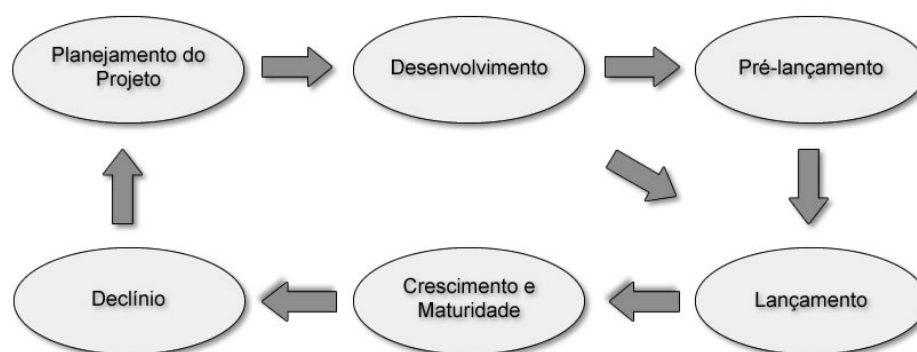 Planejamento do
Projeto
Desenvolvimento
Pré-lançamento
Declínio
Crescimento e
Maturidade
Lançamento